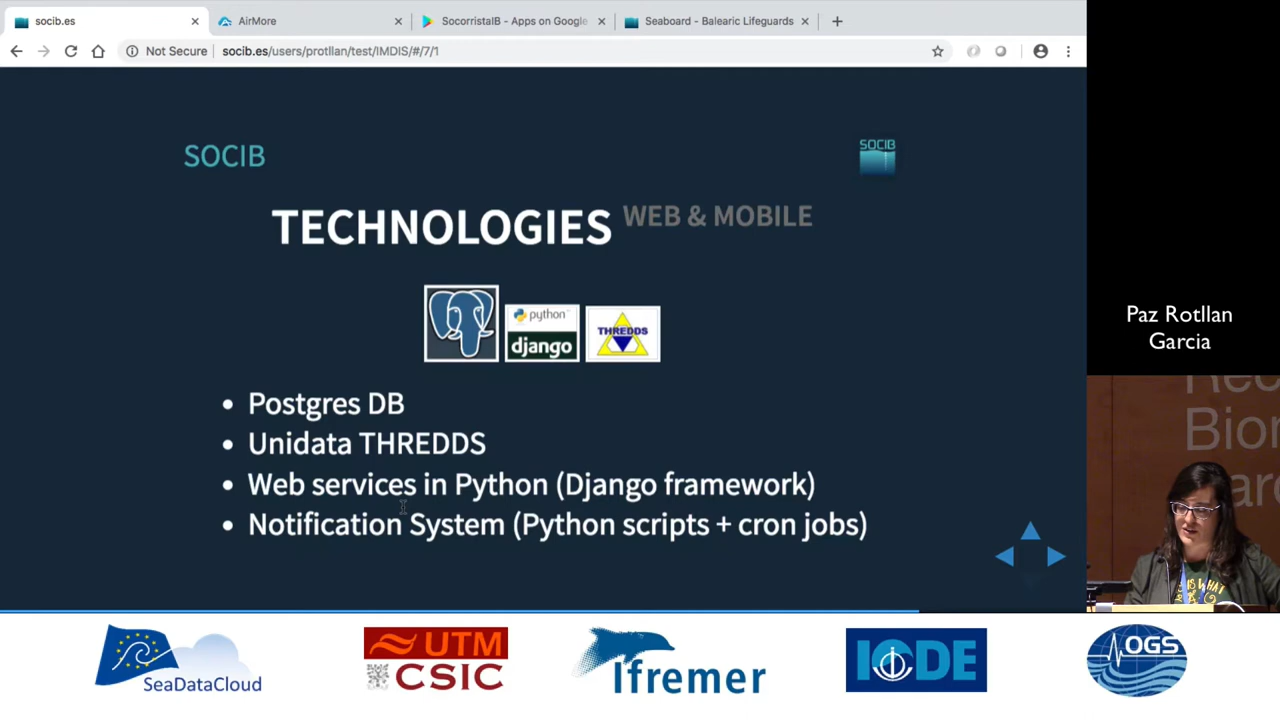 socib.es
AirMore
SocorristaIB - Apps on Google
Seaboard - Balearic Lifeguards
Not Secure
socib.es/users/protllan/test/IMDIS/#/7/1
SOCIB
SOCIB
TECHNOLOGIES WEB & MOBILE
python
django
THREDDS
• Postgres DB
• Unidata THREDDS
• Web services in Python (Django framework)
• Notification System (Python scripts + cron jobs)
Paz Rotllan
Garcia
SeaDataCloud
UTM
CSIC
Ifremer
IODE
OGS